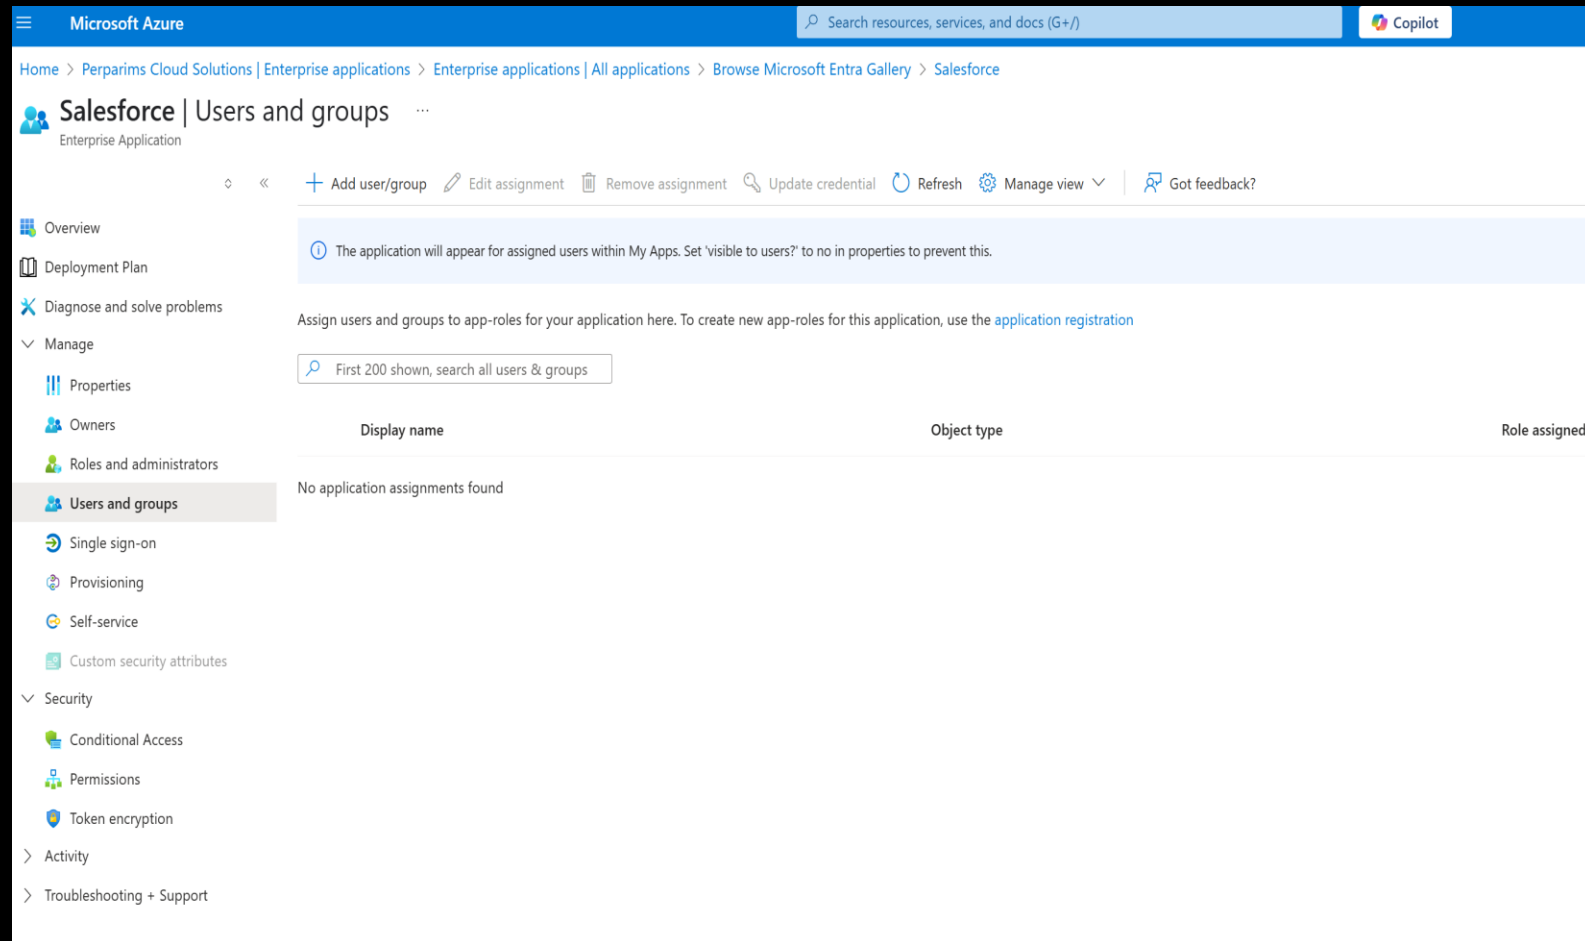 Microsoft Azure
Search resources, services, and docs (G+/)
Copilot
Home > Perparims Cloud Solutions | Enterprise applications > Enterprise applications | All applications > Browse Microsoft Entra Gallery > Salesforce
Salesforce | Users and groups ...
Enterprise Application
Add user/group Edit assignment Remove assignment Update credential Refresh Manage view Got feedback?
Overview
Deployment Plan
Diagnose and solve problems
Manage
Properties
Owners
Roles and administrators
Users and groups
Single sign-on
Provisioning
Self-service
Custom security attributes
Security
Conditional Access
Permissions
Token encryption
Activity
Troubleshooting + Support
The application will appear for assigned users within My Apps. Set 'visible to users?' to no in properties to prevent this.
Assign users and groups to app-roles for your application here. To create new app-roles for this application, use the application registration
First 200 shown, search all users & groups
Display name Object type Role assigned
No application assignments found